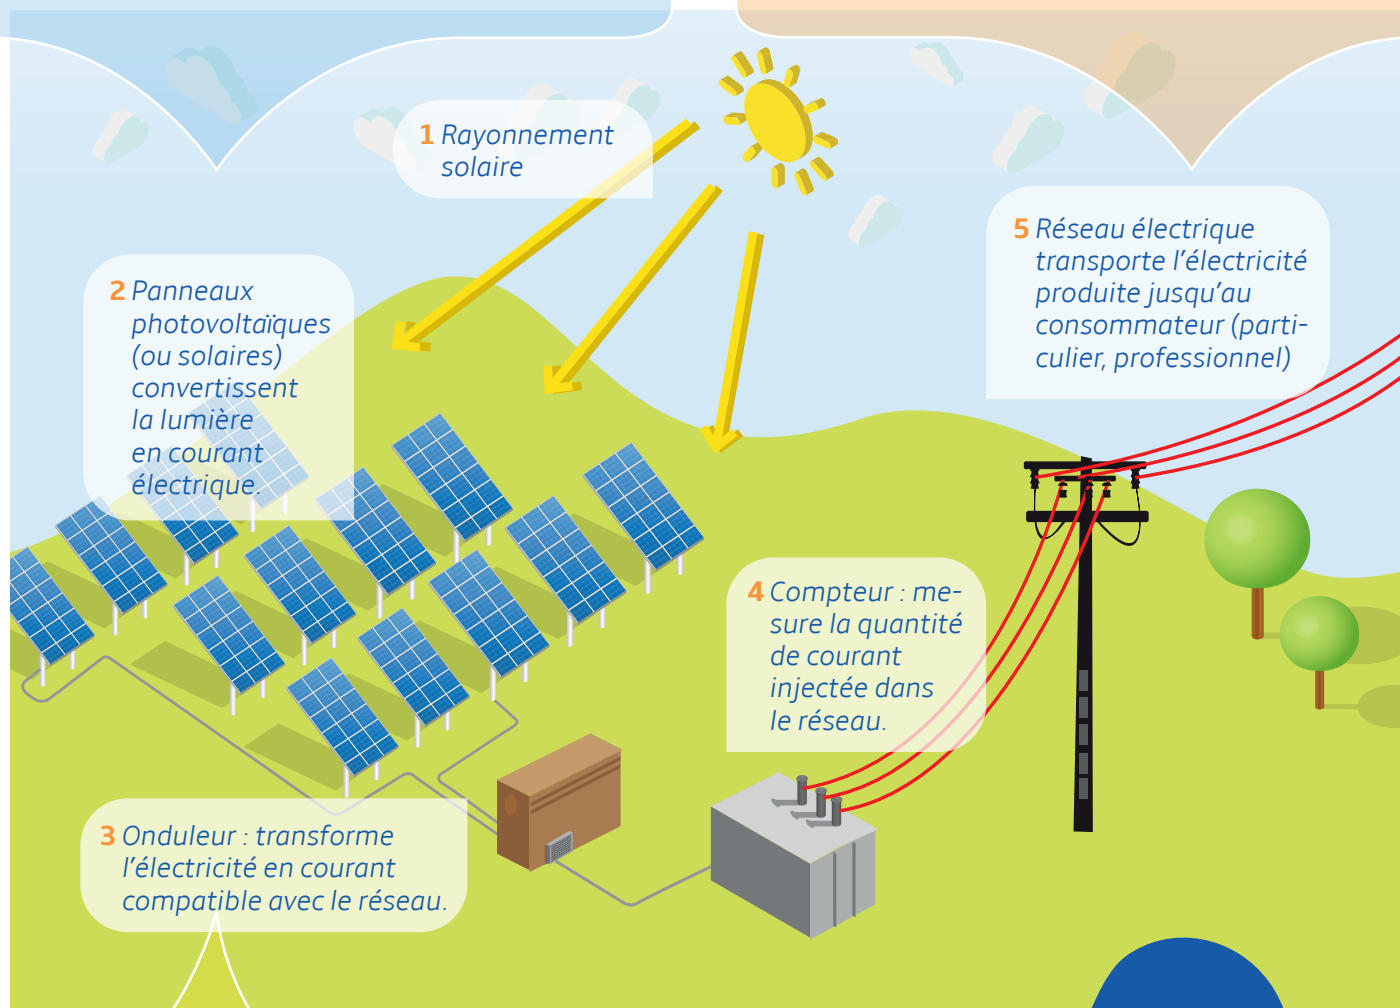 1 Rayonnement
solaire
2 Panneaux
photovoltaïques
(ou solaires)
convertissent
la lumière
en courant
électrique.
3 Onduleur : transforme
l’électricité en courant
compatible avec le réseau.
4 Compteur : me-
sure la quantité
de courant
injectée dans
le réseau.
5 Réseau électrique
transporte l’électricité
produite jusqu’au
consommateur (parti-
culier, professionnel)